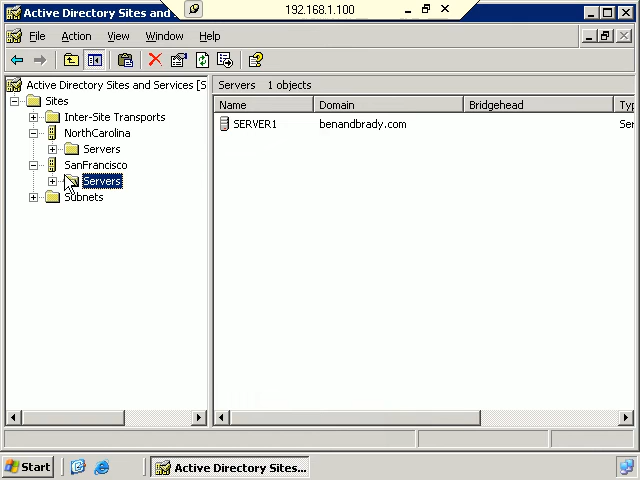 Active Directory Sites and
192.168.1.100
File Action View Window Help
Active Directory Sites and Services [S
Servers 1 objects
Sites
Name Domain Bridgehead Typ
Inter-Site Transports
SERVER1 benandbrady.com Ser
NorthCarolina
Servers
SanFrancisco
Servers
Subnets
Start Active Directory Sites...